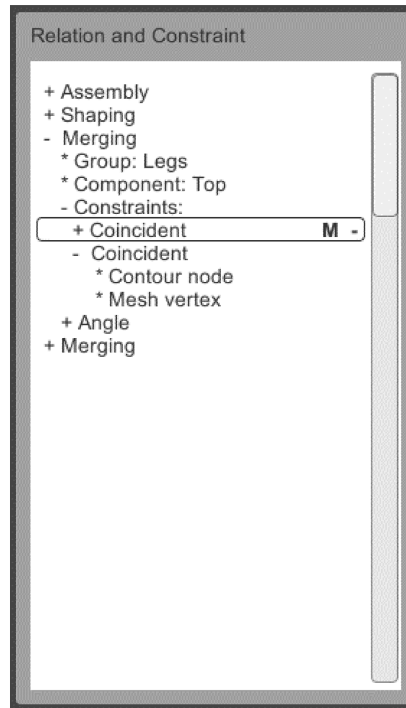 Relation and Constraint
+ Assembly
+ Shaping
- Merging
* Group: Legs
* Component: Top
- Constraints:
+ Coincident M -
- Coincident
* Contour node
* Mesh vertex
+ Angle
+ Merging